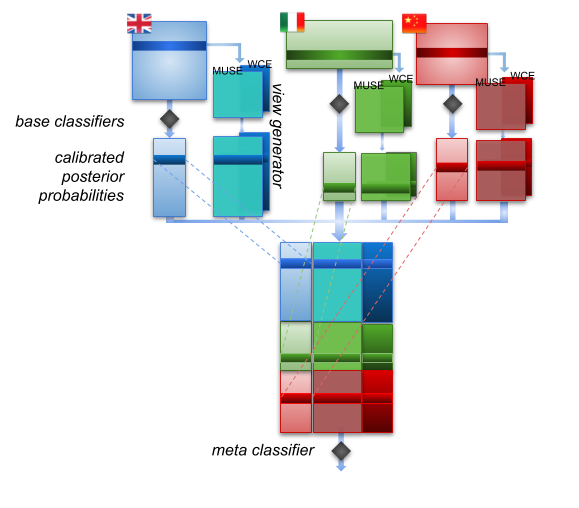 MUSE
WCE
MUSE
WCE
MUSE
WCE
view generator
base classifiers
calibrated
posterior
probabilities
meta classifier